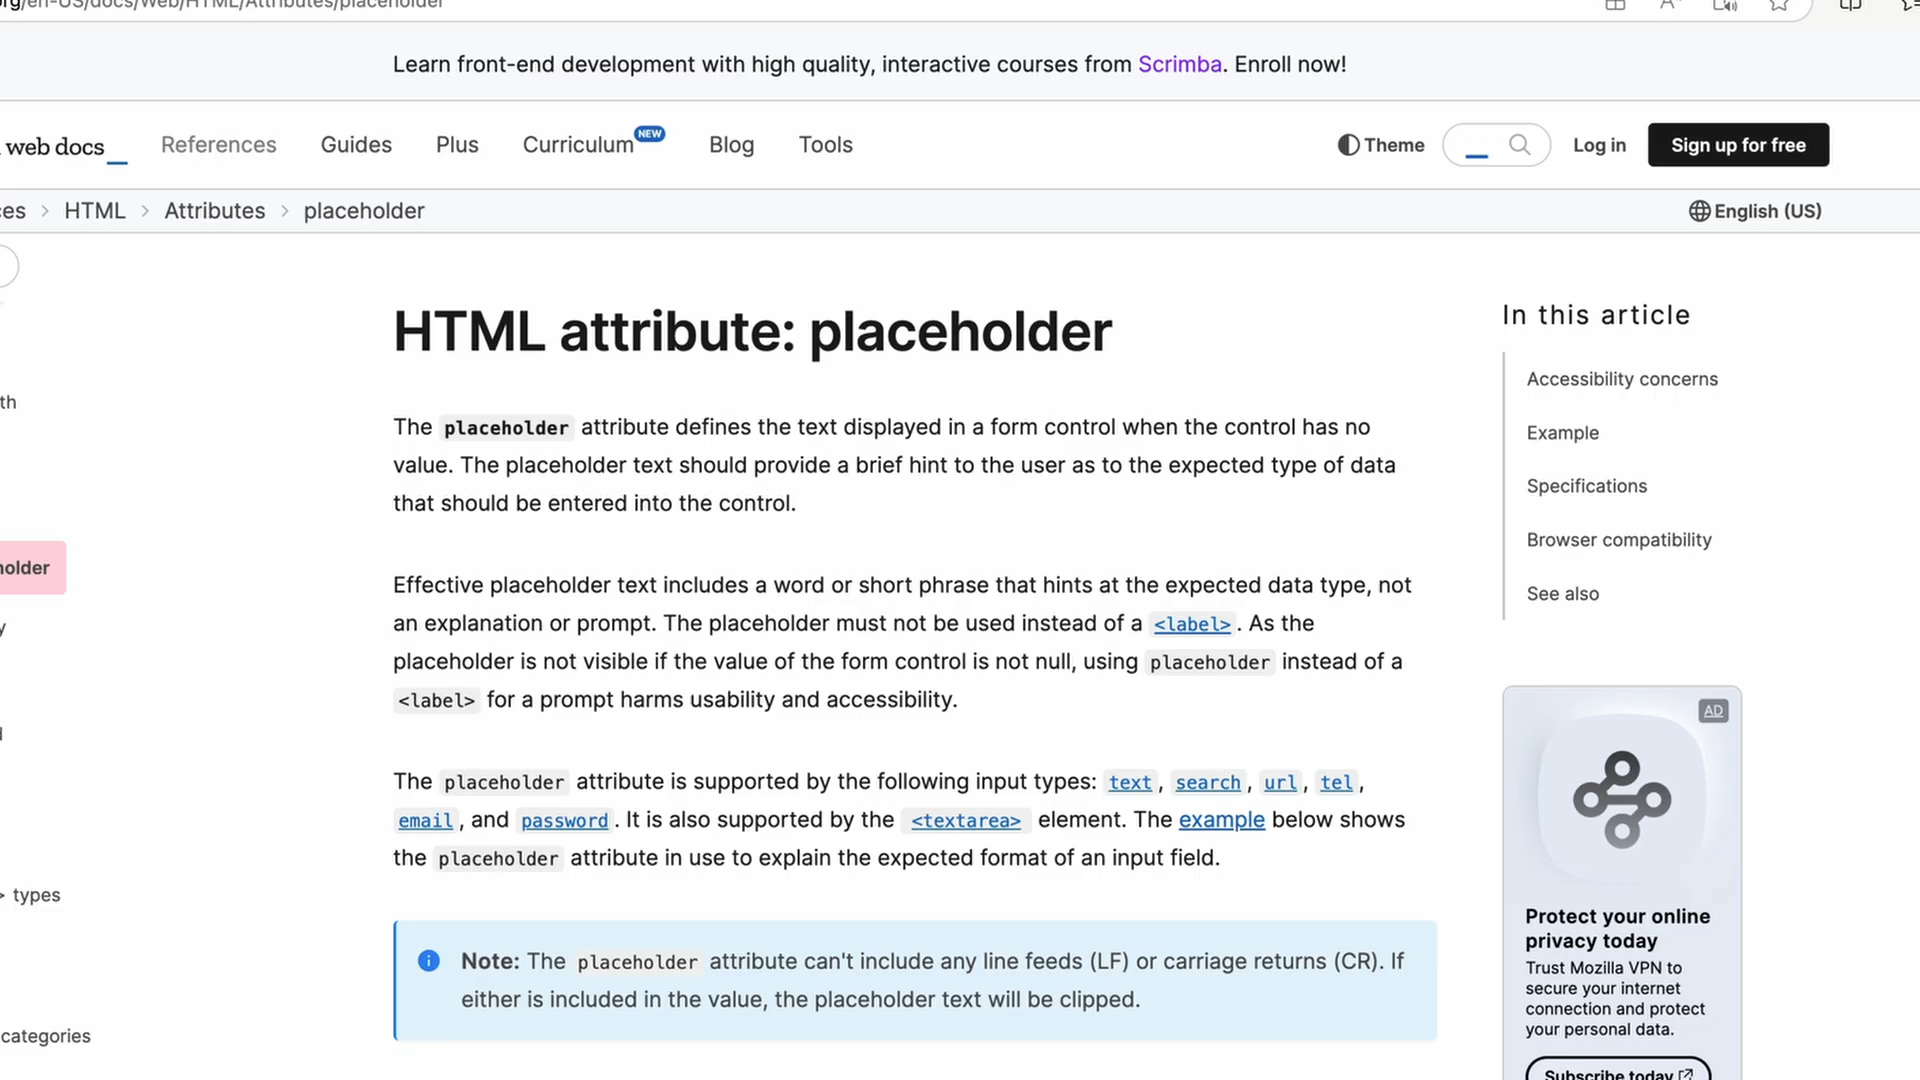 org/en-US/docs/Web/HTML/Attributes/placeholder
Learn front-end development with high quality, interactive courses from Scrimba. Enroll now!
web docs_
References
Guides
Plus
Curriculum NEW
Blog
Tools
Theme
Log in
Sign up for free
HTML > Attributes > placeholder
English (US)
HTML attribute: placeholder
The placeholder attribute defines the text displayed in a form control when the control has no
value. The placeholder text should provide a brief hint to the user as to the expected type of data
that should be entered into the control.
Effective placeholder text includes a word or short phrase that hints at the expected data type, not
an explanation or prompt. The placeholder must not be used instead of a <label>. As the
placeholder is not visible if the value of the form control is not null, using placeholder instead of a
<label> for a prompt harms usability and accessibility.
The placeholder attribute is supported by the following input types: text, search, url, tel,
email, and password. It is also supported by the <textarea> element. The example below shows
the placeholder attribute in use to explain the expected format of an input field.
Note: The placeholder attribute can't include any line feeds (LF) or carriage returns (CR). If
either is included in the value, the placeholder text will be clipped.
In this article
Accessibility concerns
Example
Specifications
Browser compatibility
See also
AD
Protect your online
privacy today
Trust Mozilla VPN to
secure your internet
connection and protect
your personal data.
Subscribe today
th
holder
y
> types
categories